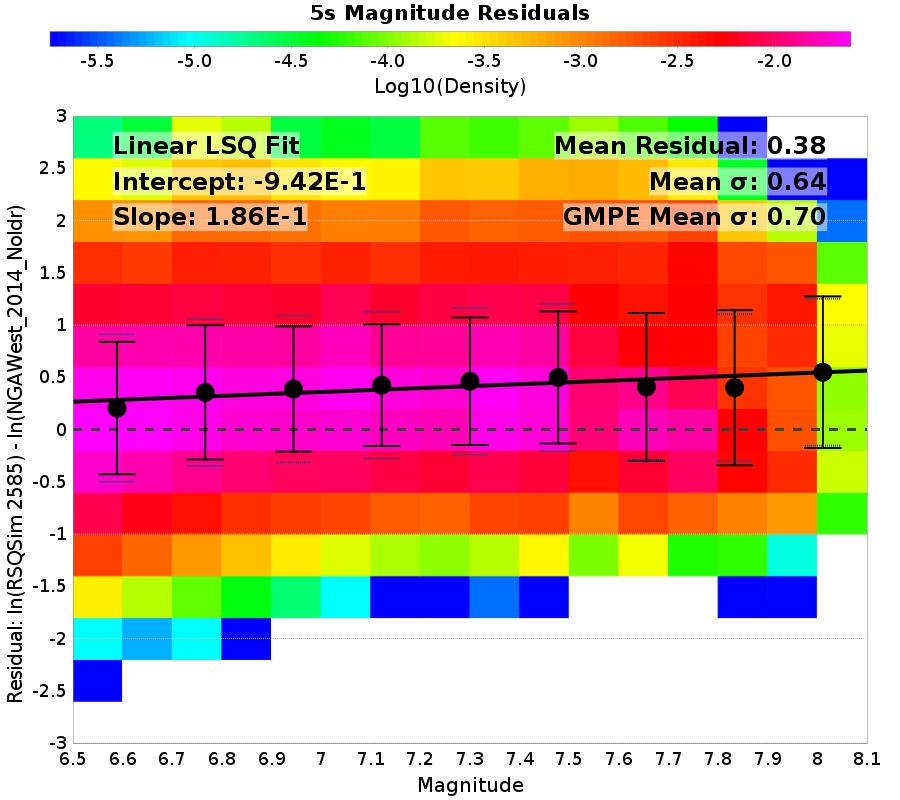 5s Magnitude Residuals
-5.5 -5.0 -4.5 -4.0 -3.5 -3.0 -2.5 -2.0
Log10(Density)
Residual: ln(RSQSim 2585) - ln(NGAWest_2014_NoIdr)
3
2.5
2
1.5
1
0.5
0
-0.5
-1
-1.5
-2
-2.5
-3
Linear LSQ Fit
Intercept: -9.42E-1
Slope: 1.86E-1
Mean Residual: 0.38
Mean σ: 0.64
GMPE Mean σ: 0.70
6.5 6.6 6.7 6.8 6.9 7 7.1 7.2 7.3 7.4 7.5 7.6 7.7 7.8 7.9 8 8.1
Magnitude